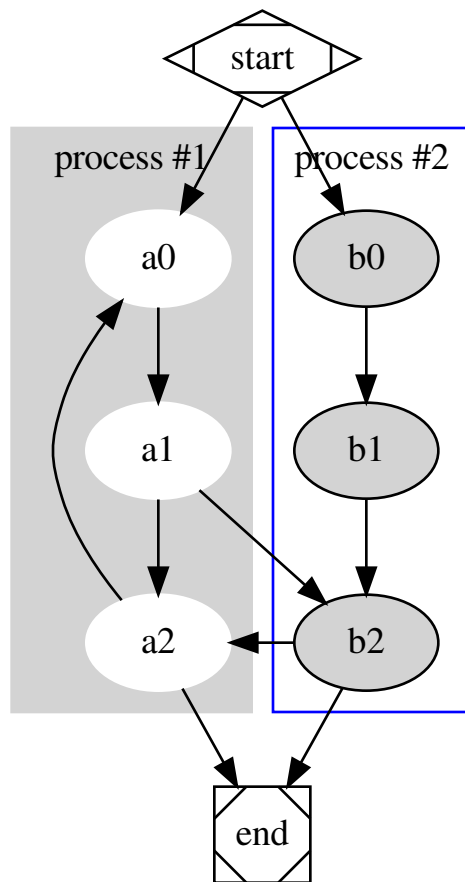 start
process #1
process #2
a0
b0
a1
b1
a2
b2
end